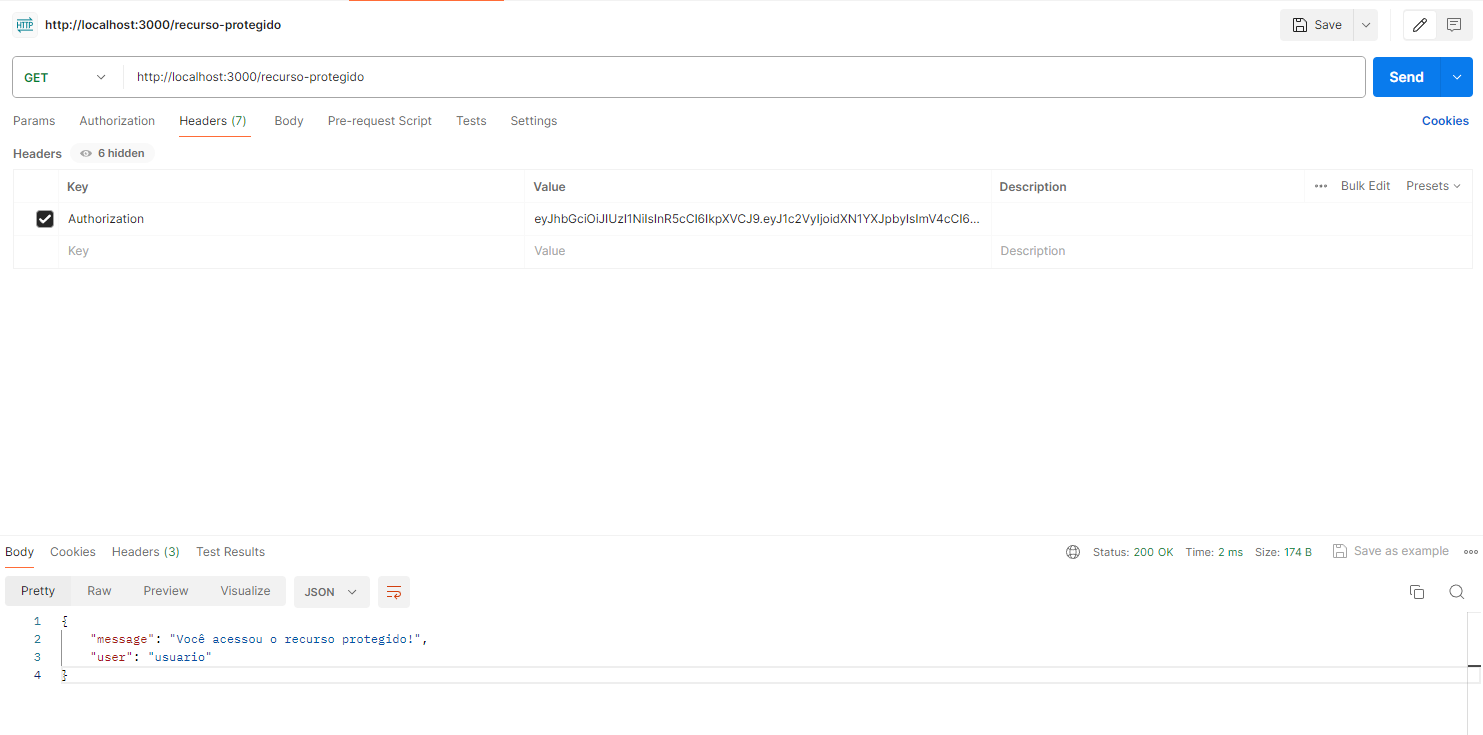 HTTP http://localhost:3000/recurso-protegido Save
GET http://localhost:3000/recurso-protegido Send
Params Authorization Headers (7) Body Pre-request Script Tests Settings Cookies
Headers 6 hidden
Key Value Description ••• Bulk Edit Presets
Authorization eyJhbGciOiJIUzI1NiIsInR5cCI6IkpXVCJ9.eyJ1c2VyIjoidXN1YXJpbyIsImV4cCI6...
Key Value Description
Body Cookies Headers (3) Test Results Status: 200 OK Time: 2 ms Size: 174 B Save as example
Pretty Raw Preview Visualize JSON
1 {
2 "message": "Você acessou o recurso protegido!",
3 "user": "usuario"
4 }